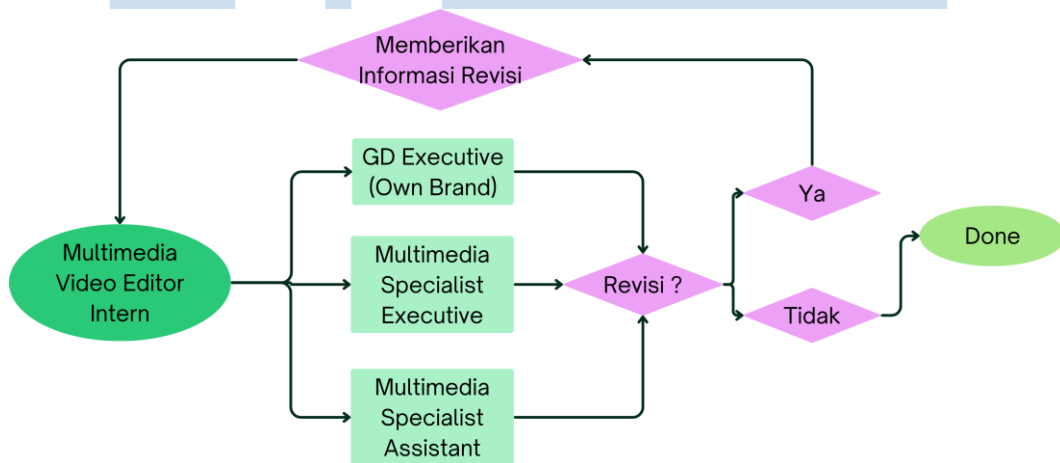 Memberikan
Informasi Revisi
GD Executive
(Own Brand)
Ya
Multimedia
Video Editor
Intern
Multimedia
Specialist
Executive
Revisi ?
Done
Tidak
Multimedia
Specialist
Assistant